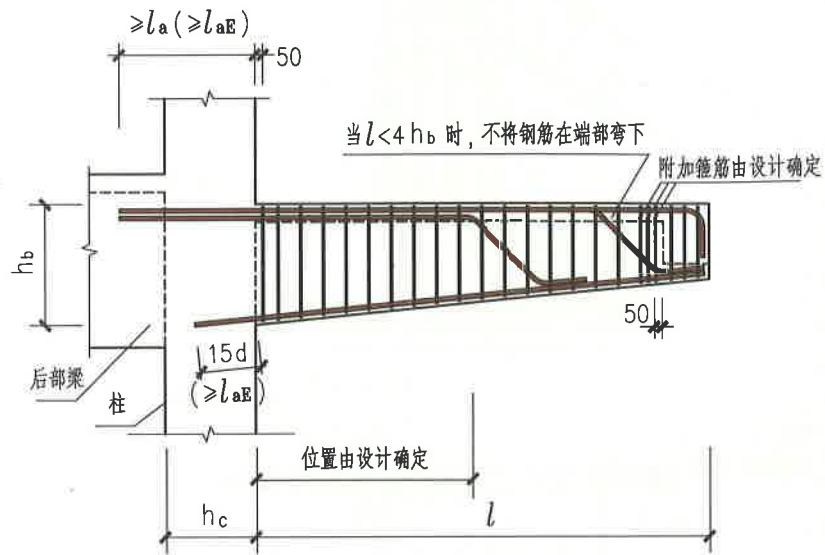 ≥la(≥laE)
50
当l<4hb时,不将钢筋在端部弯下
附加箍筋由设计确定
hb
50
15d
(≥laE)
后部梁
柱
位置由设计确定
hc
l